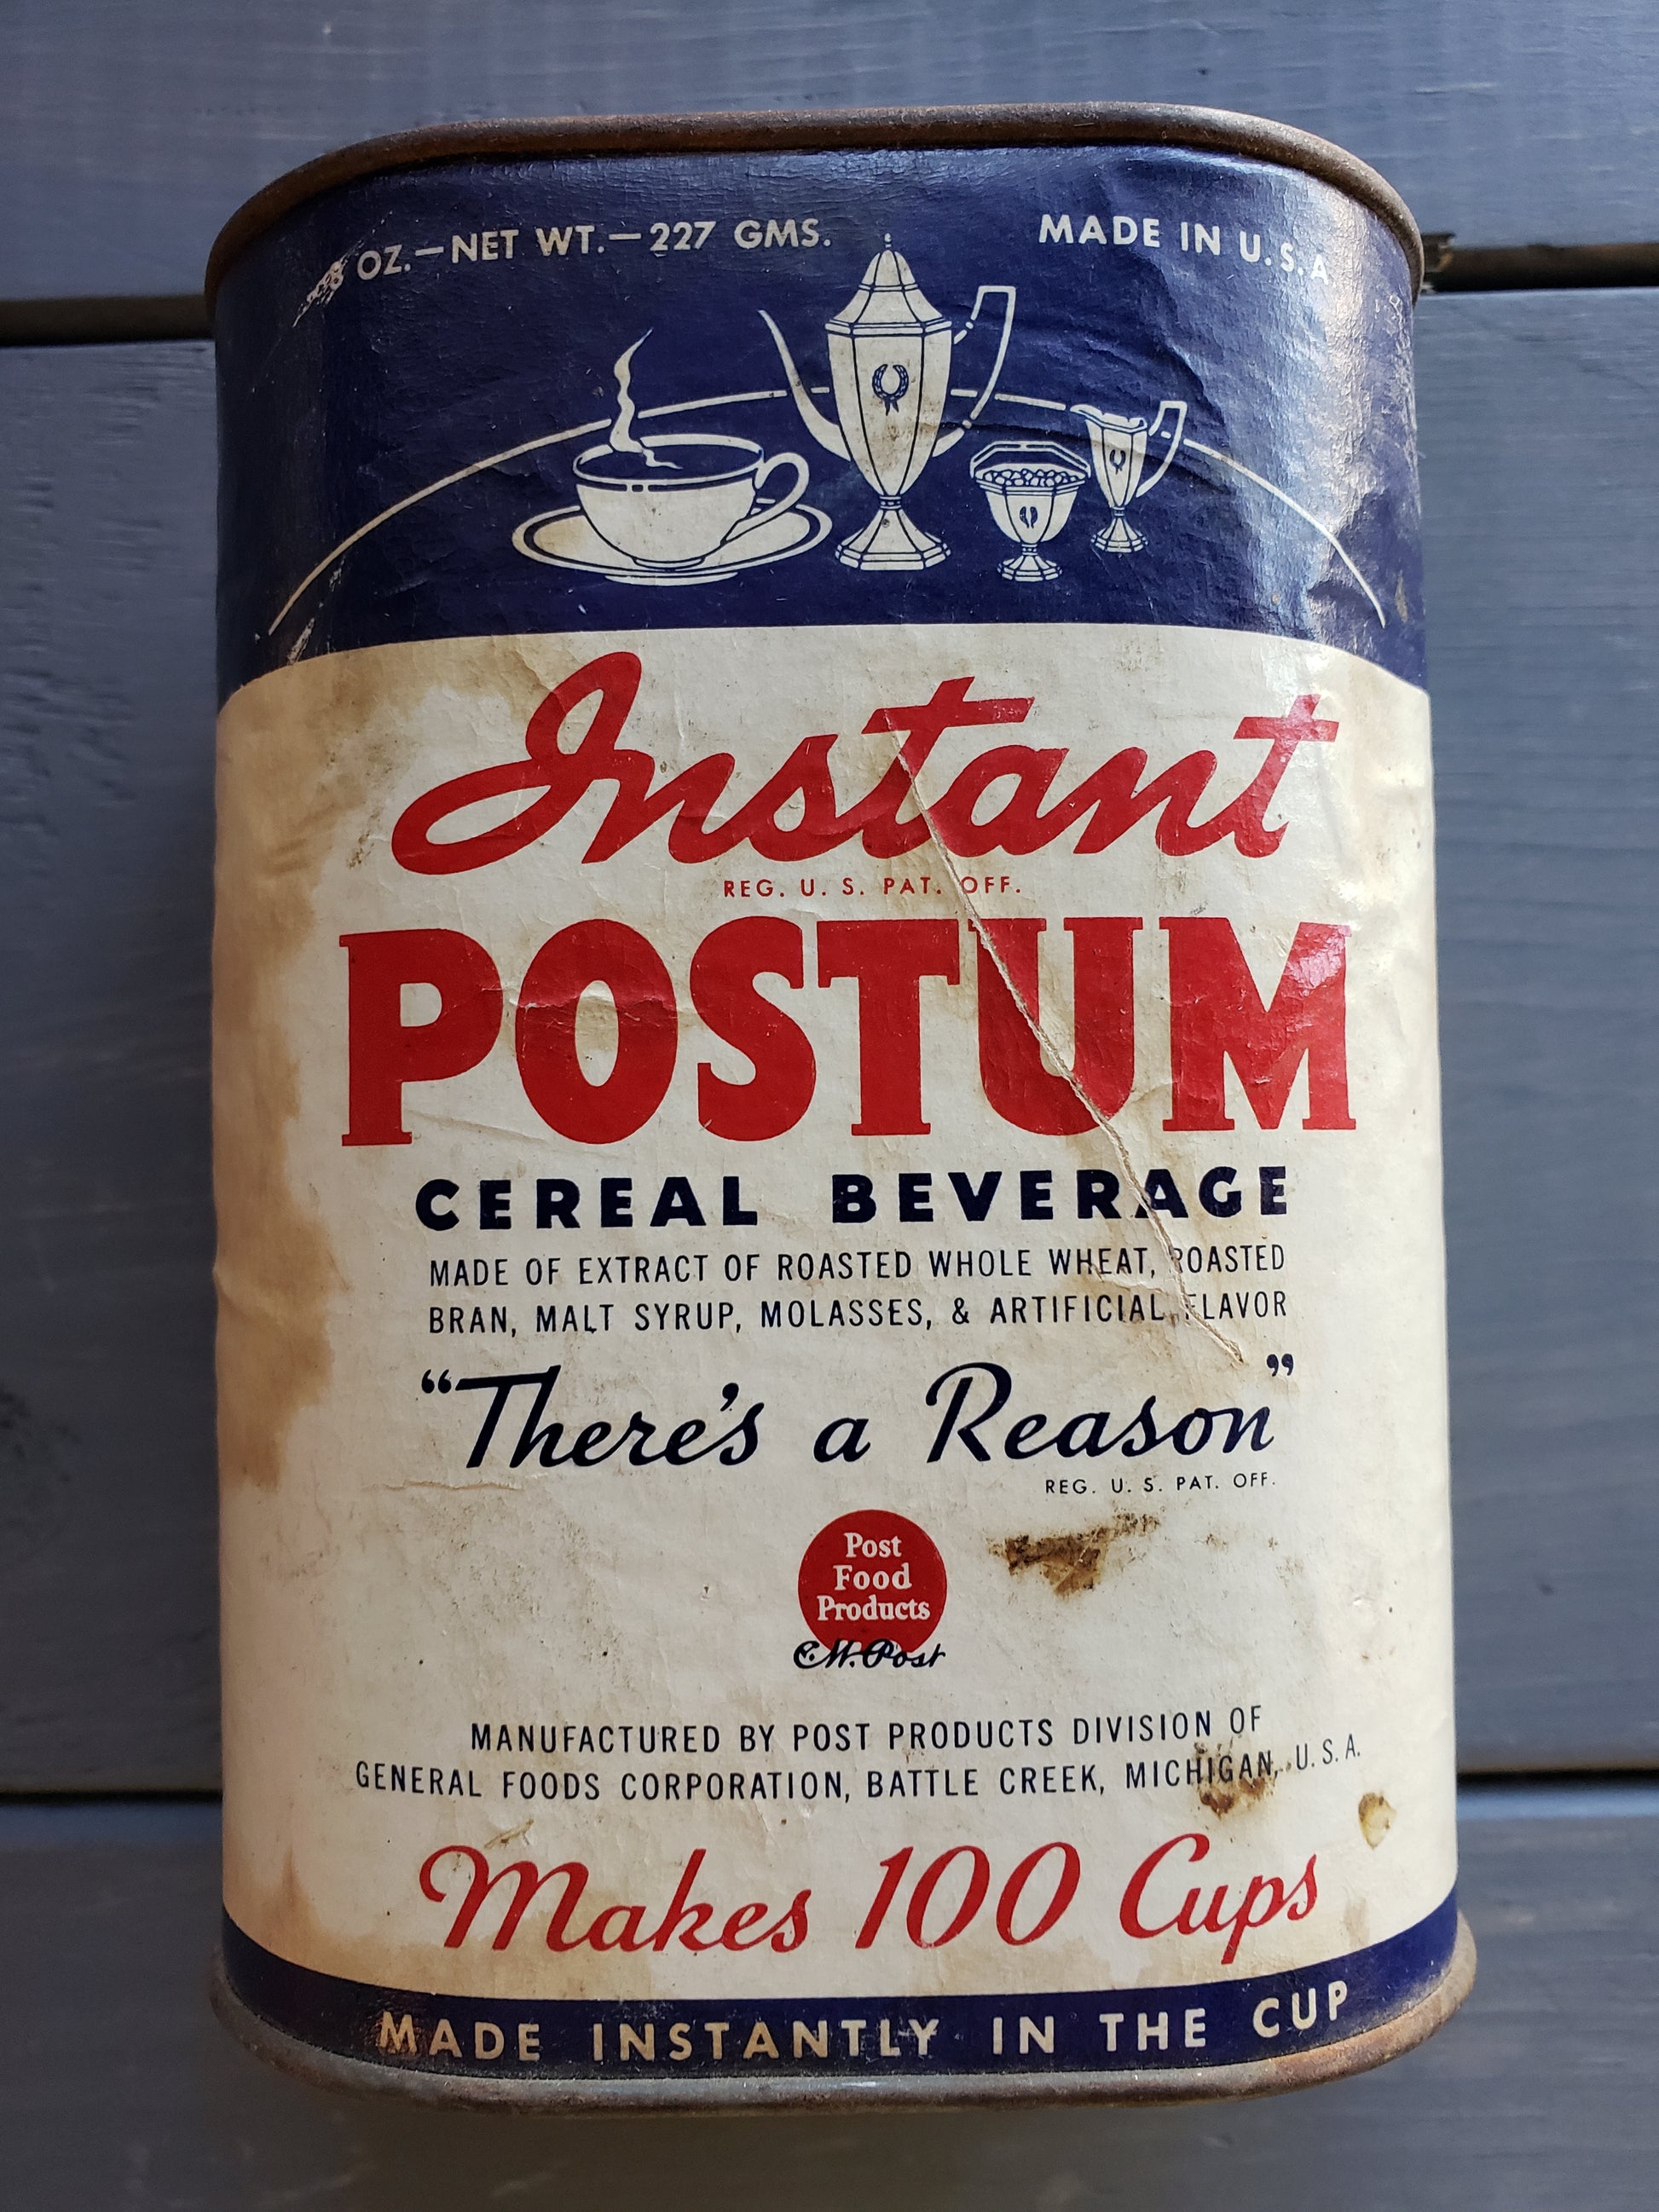 8 OZ.—NET WT.—227 GMS.
MADE IN U.S.A
Instant
REG. U. S. PAT. OFF.
POSTUM
CEREAL BEVERAGE
MADE OF EXTRACT OF ROASTED WHOLE WHEAT, ROASTED
BRAN, MALT SYRUP, MOLASSES, & ARTIFICIAL FLAVOR
“There's a Reason”
REG. U. S. PAT. OFF.
Post
Food
Products
C.W. Post
MANUFACTURED BY POST PRODUCTS DIVISION OF
GENERAL FOODS CORPORATION, BATTLE CREEK, MICHIGAN, U.S.A.
Makes 100 Cups
MADE INSTANTLY IN THE CUP